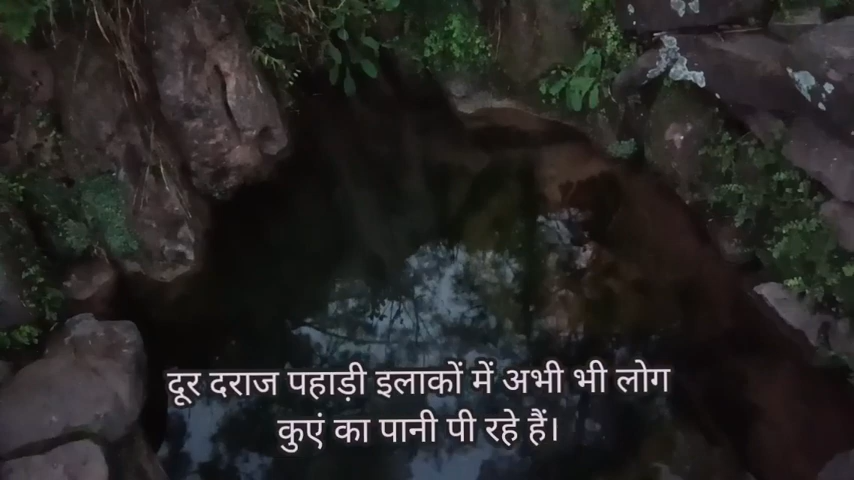 दूर दराज पहाड़ी इलाकों में अभी भी लोग
कुएं का पानी पी रहे हैं।